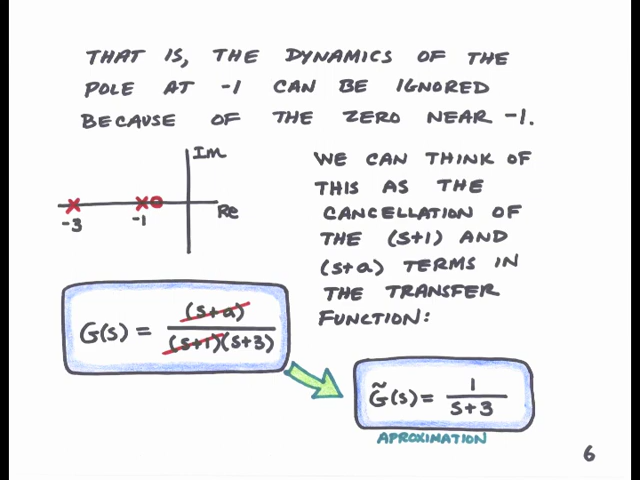 THAT IS, THE DYNAMICS OF THE
POLE AT -1 CAN BE IGNORED
BECAUSE OF THE ZERO NEAR -1.
Im
Re
-3
-1
WE CAN THINK OF
THIS AS THE
CANCELLATION OF
THE (S+1) AND
(S+a) TERMS IN
THE TRANSFER
FUNCTION:
G(s) = (s+a) / (s+1)(s+3)
G̃(s) = 1 / s+3
APROXIMATION
6